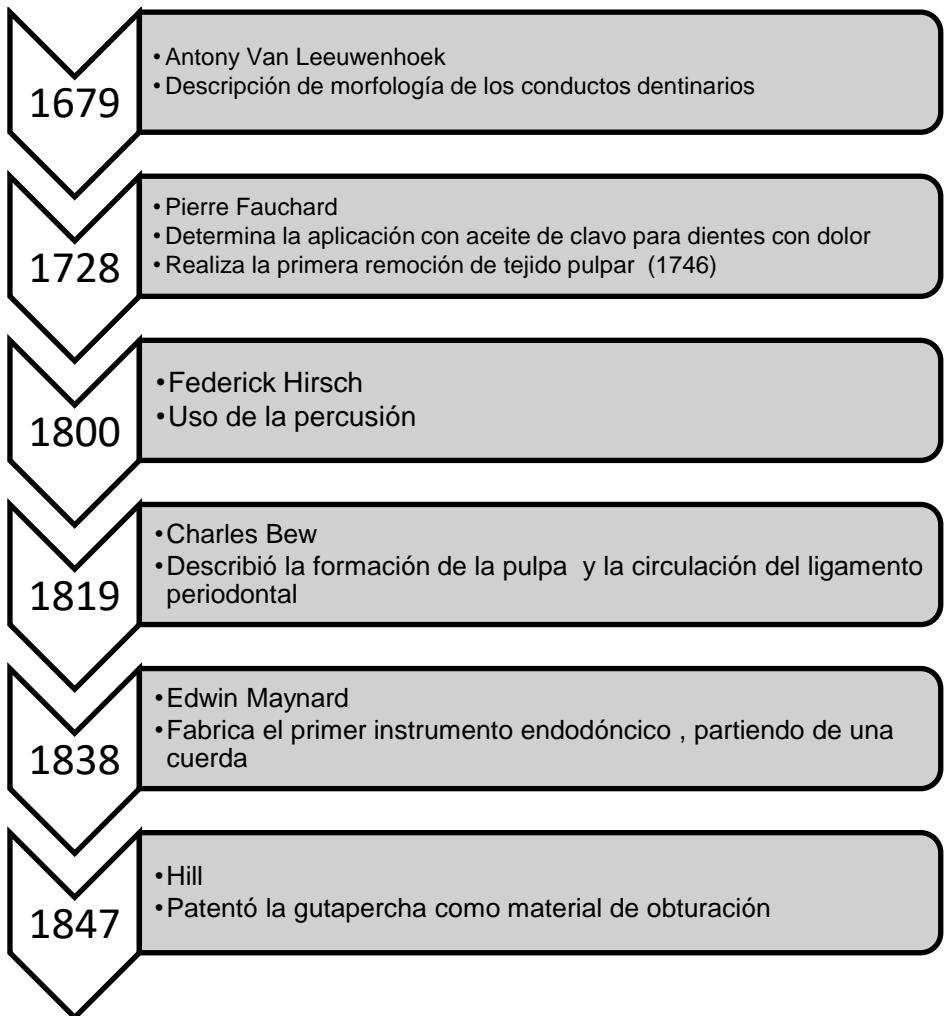 1679
•Antony Van Leeuwenhoek
•Descripción de morfología de los conductos dentinarios
1728
•Pierre Fauchard
•Determina la aplicación con aceite de clavo para dientes con dolor
•Realiza la primera remoción de tejido pulpar (1746)
1800
•Federick Hirsch
•Uso de la percusión
1819
•Charles Bew
•Describió la formación de la pulpa y la circulación del ligamento
periodontal
1838
•Edwin Maynard
•Fabrica el primer instrumento endodóncico , partiendo de una
cuerda
1847
•Hill
•Patentó la gutapercha como material de obturación